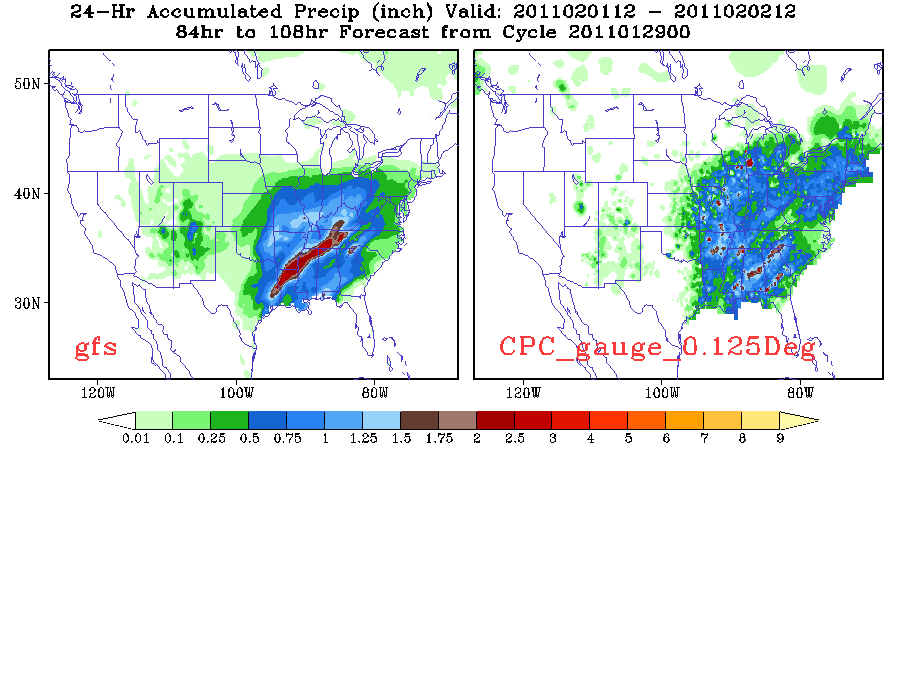 24-Hr Accumulated Precip (inch) Valid: 2011020112 - 2011020212
84hr to 108hr Forecast from Cycle 2011012900
50N
40N
30N
gfs
CPC_gauge_0.125Deg
120W 100W 80W 120W 100W 80W
0.01 0.1 0.25 0.5 0.75 1 1.25 1.5 1.75 2 2.5 3 4 5 6 7 8 9